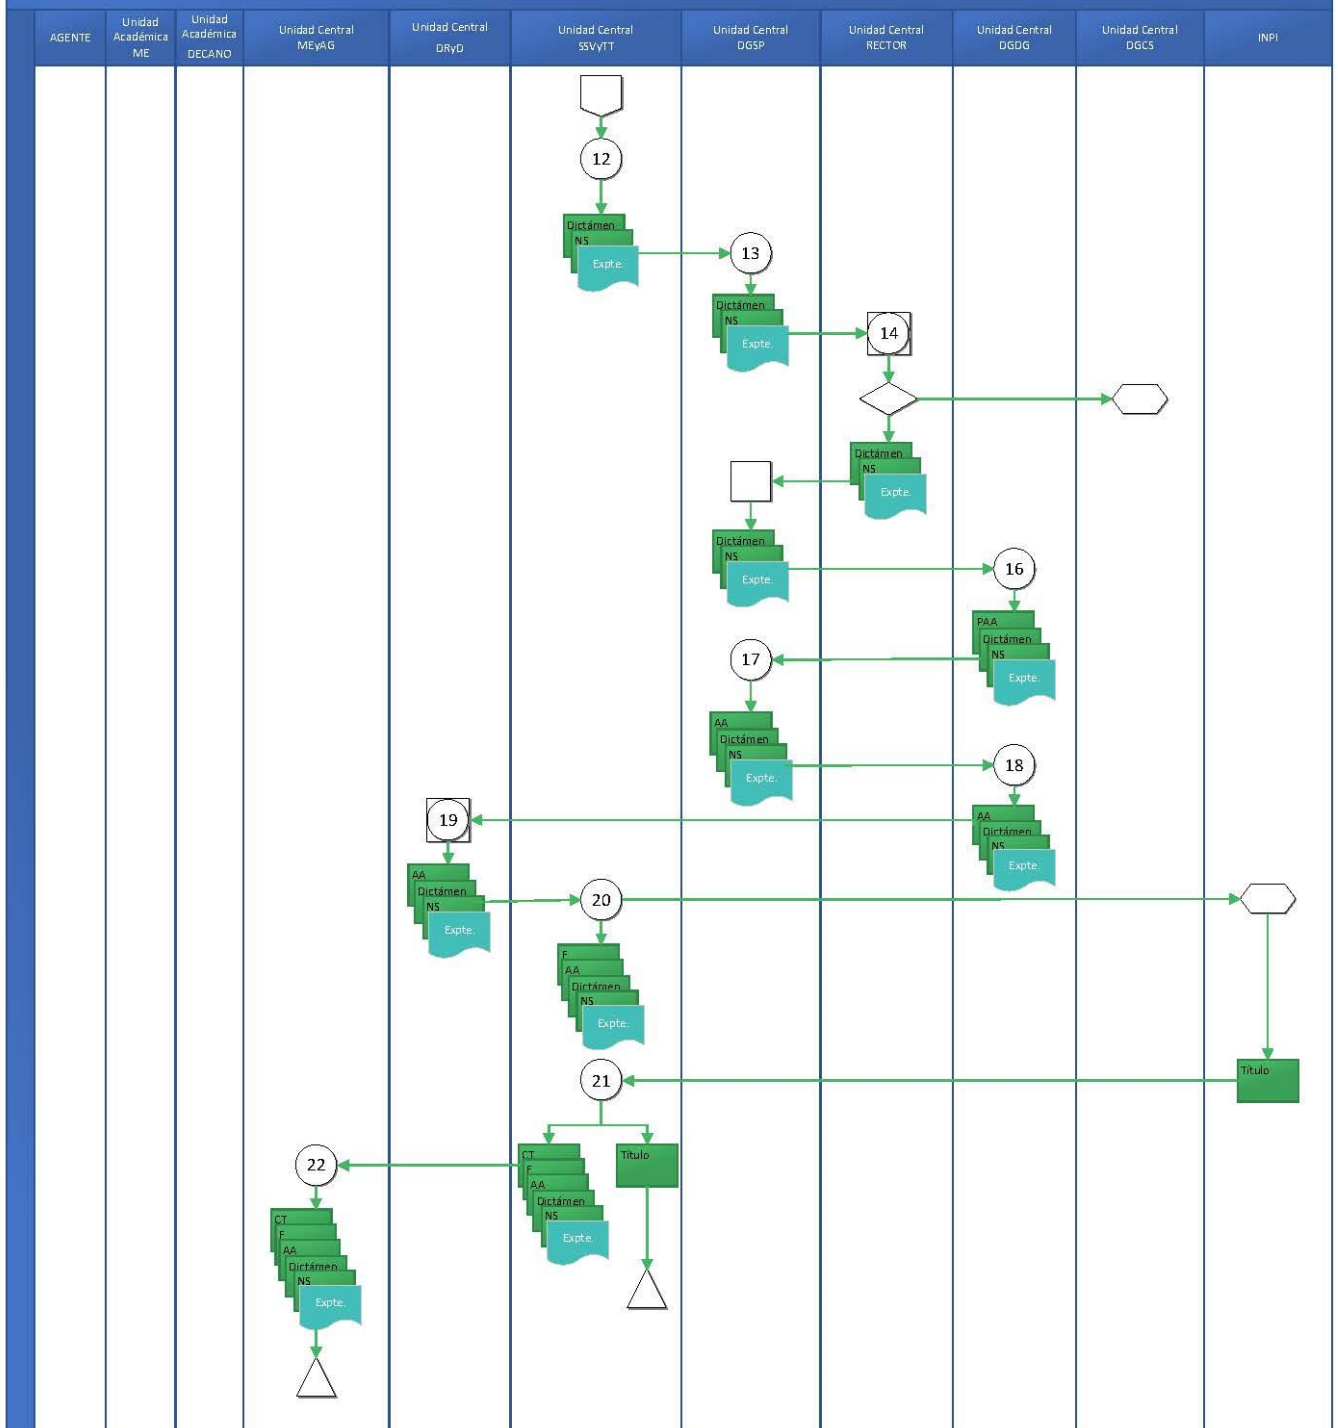 AGENTE
Unidad
Académica
ME
Unidad
Académica
DECANO
Unidad Central
MEyAG
Unidad Central
DRyD
Unidad Central
SSVyTT
Unidad Central
DGSP
Unidad Central
RECTOR
Unidad Central
DGDG
Unidad Central
DGCS
INPI
12
Dictámen
NS
Expte.
13
Dictámen
NS
Expte.
14
Dictámen
NS
Expte.
Dictámen
NS
Expte.
16
PAA
Dictámen
NS
Expte.
17
AA
Dictámen
NS
Expte.
18
AA
Dictámen
NS
Expte.
19
AA
Dictámen
NS
Expte.
20
F
AA
Dictámen
NS
Expte.
Título
21
CT
F
AA
Dictámen
NS
Expte.
Título
22
CT
F
AA
Dictámen
NS
Expte.